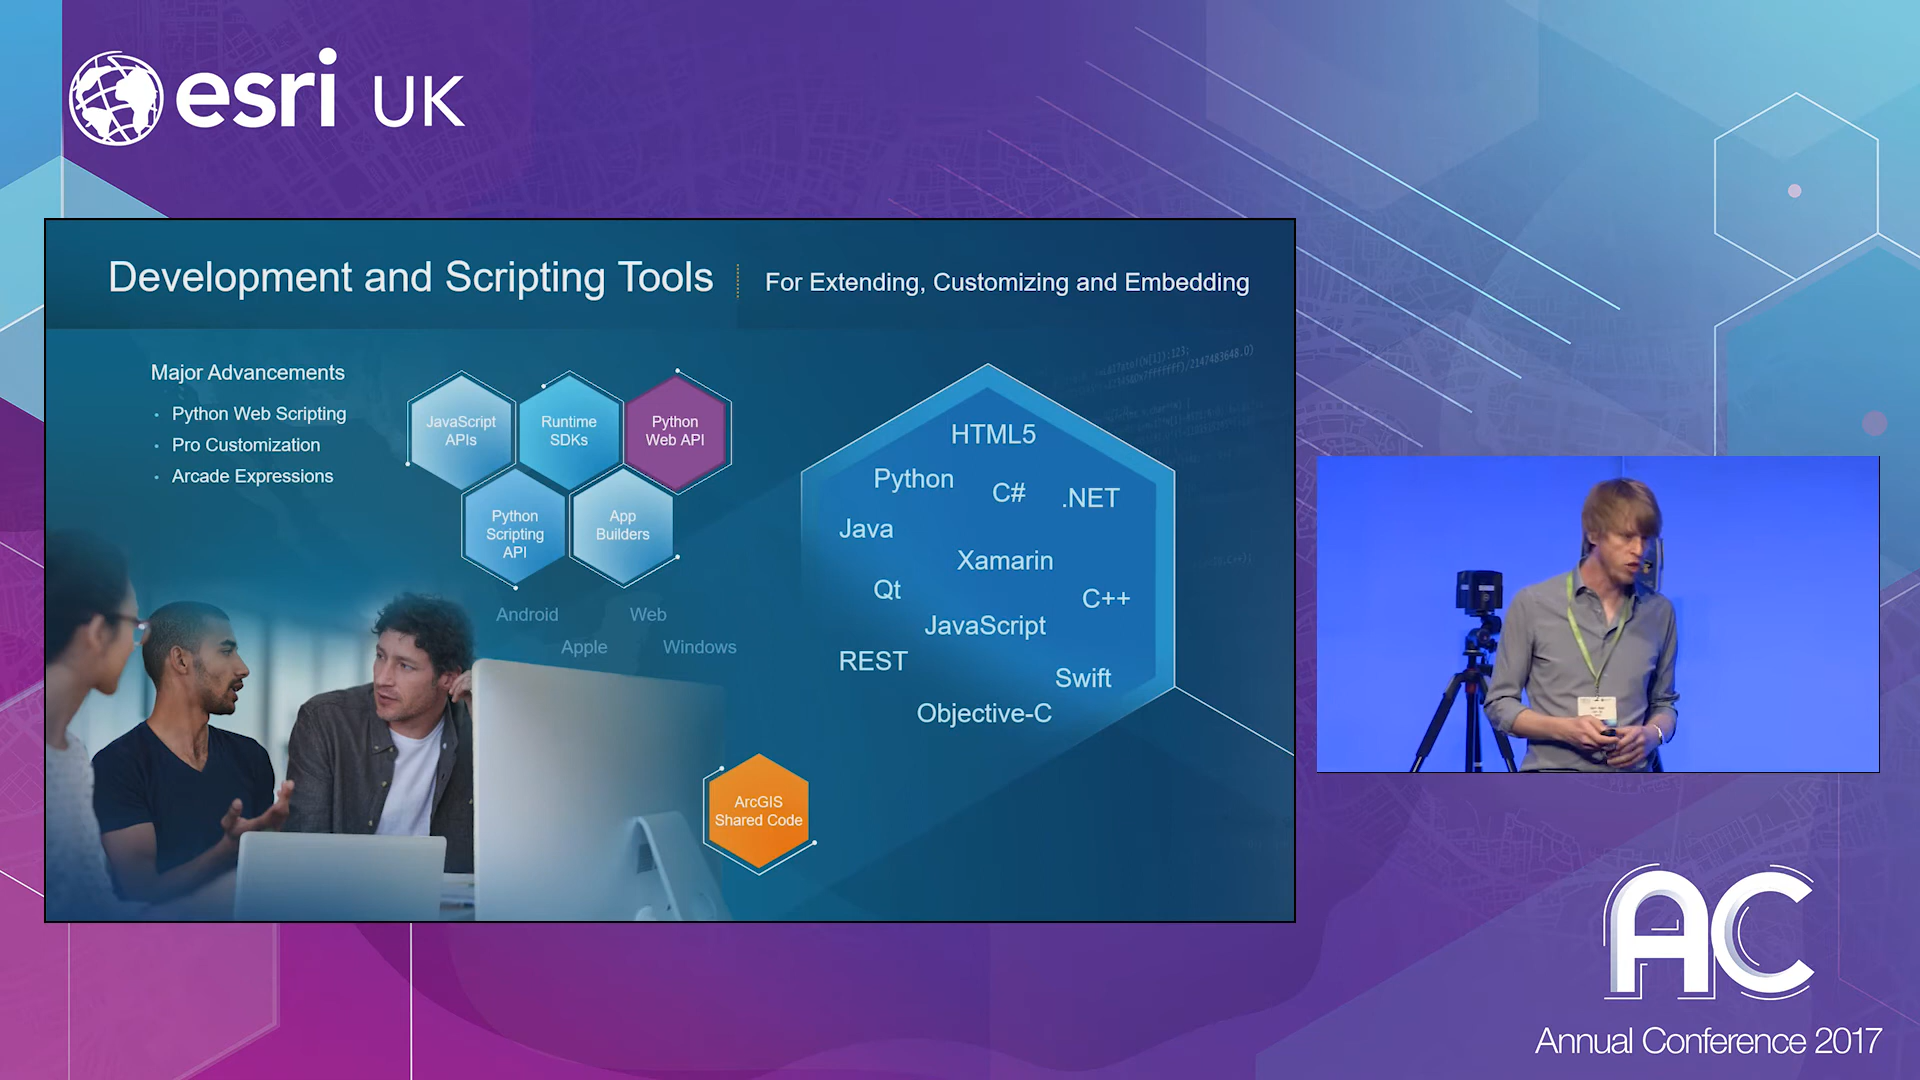 esri UK
Development and Scripting Tools
For Extending, Customizing and Embedding
Major Advancements
• Python Web Scripting
• Pro Customization
• Arcade Expressions
JavaScript
APIs
Runtime
SDKs
Python
Web API
Python
Scripting
API
App
Builders
Android
Web
Apple
Windows
HTML5
Python
C#
.NET
Java
Xamarin
Qt
C++
JavaScript
REST
Swift
Objective-C
ArcGIS
Shared Code
AC
Annual Conference 2017